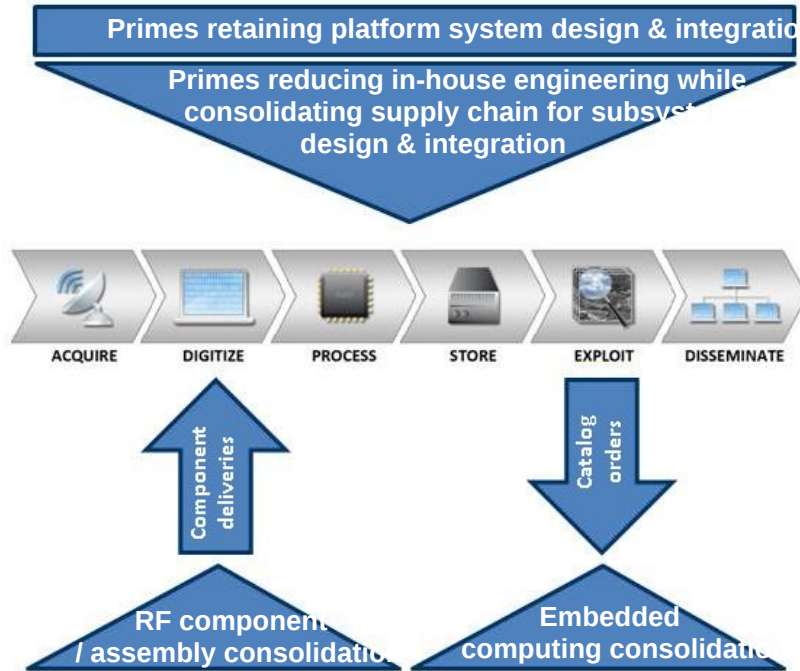 Primes retaining platform system design & integratio
Primes reducing in-house engineering while
consolidating supply chain for subsyst
design & integration
ACQUIRE
DIGITIZE
PROCESS
STORE
EXPLOIT
DISSEMINATE
Component
deliveries
Catalog
orders
RF component
/ assembly consolidatio
Embedded
computing consolidatio